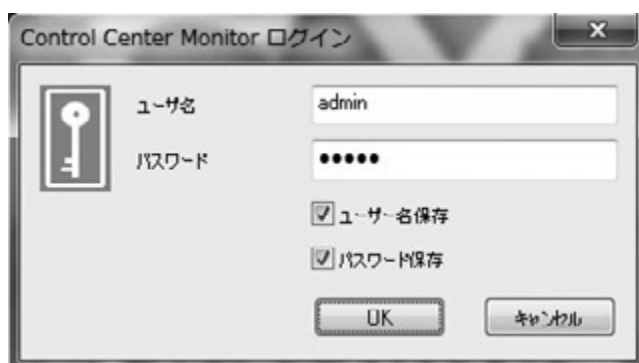 Control Center Monitor ログイン
ユーザ名
admin
パスワード
●●●●●
ユーザー名保存
パスワード保存
OK
キャンセル